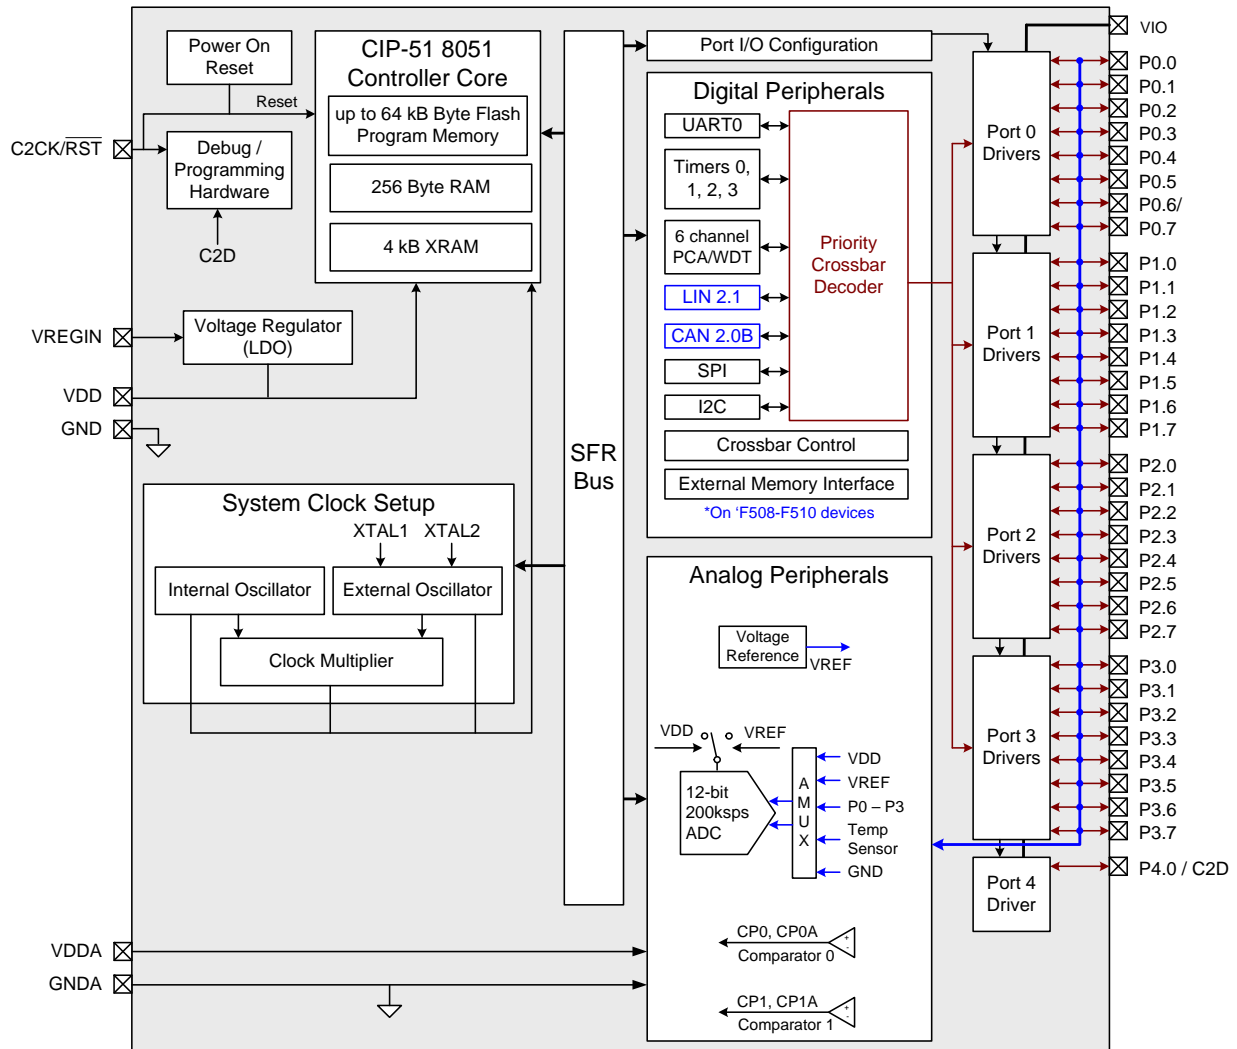 Power On
Reset
Reset
C2CK/RST
Debug /
Programming
Hardware
C2D
VREGIN
Voltage Regulator
(LDO)
VDD
GND
CIP-51 8051
Controller Core
up to 64 kB Byte Flash
Program Memory
256 Byte RAM
4 kB XRAM
System Clock Setup
XTAL1
XTAL2
Internal Oscillator
External Oscillator
Clock Multiplier
VDDA
GNDA
SFR
Bus
Port I/O Configuration
Digital Peripherals
UART0
Timers 0,
1, 2, 3
6 channel
PCA/WDT
LIN 2.1
CAN 2.0B
SPI
I2C
Priority
Crossbar
Decoder
Crossbar Control
External Memory Interface
*On ‘F508-F510 devices
Analog Peripherals
Voltage
Reference
VREF
VDD
VREF
12-bit
200ksps
ADC
A
M
U
X
VDD
VREF
P0 – P3
Temp
Sensor
GND
CP0, CP0A
+
-
Comparator 0
CP1, CP1A
+
-
Comparator 1
Port 0
Drivers
Port 1
Drivers
Port 2
Drivers
Port 3
Drivers
Port 4
Driver
VIO
P0.0
P0.1
P0.2
P0.3
P0.4
P0.5
P0.6/
P0.7
P1.0
P1.1
P1.2
P1.3
P1.4
P1.5
P1.6
P1.7
P2.0
P2.1
P2.2
P2.3
P2.4
P2.5
P2.6
P2.7
P3.0
P3.1
P3.2
P3.3
P3.4
P3.5
P3.6
P3.7
P4.0 / C2D